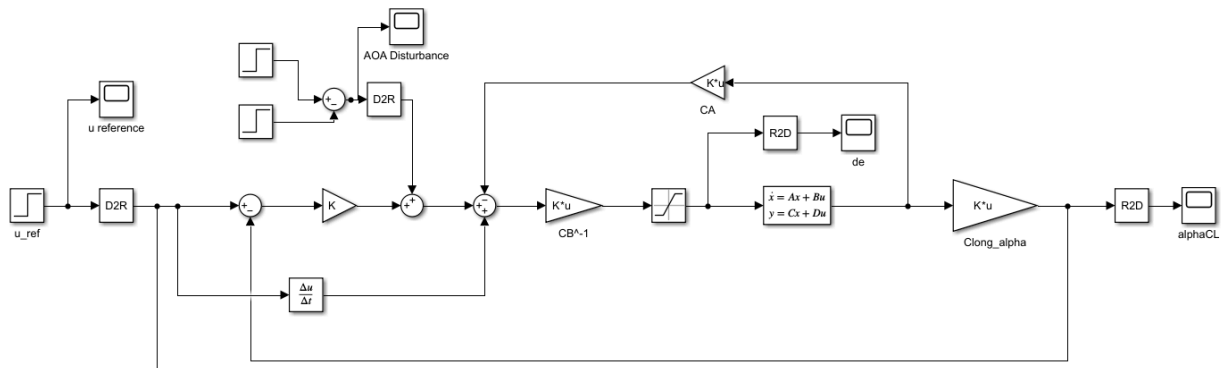 AOA Disturbance
D2R
+
−
K*u
CA
u reference
R2D
de
u_ref
D2R
+
−
K
+
+
−
+
+
K*u
CB^-1
ẋ = Ax + Bu
y = Cx + Du
K*u
Clong_alpha
R2D
alphaCL
Δu
Δt